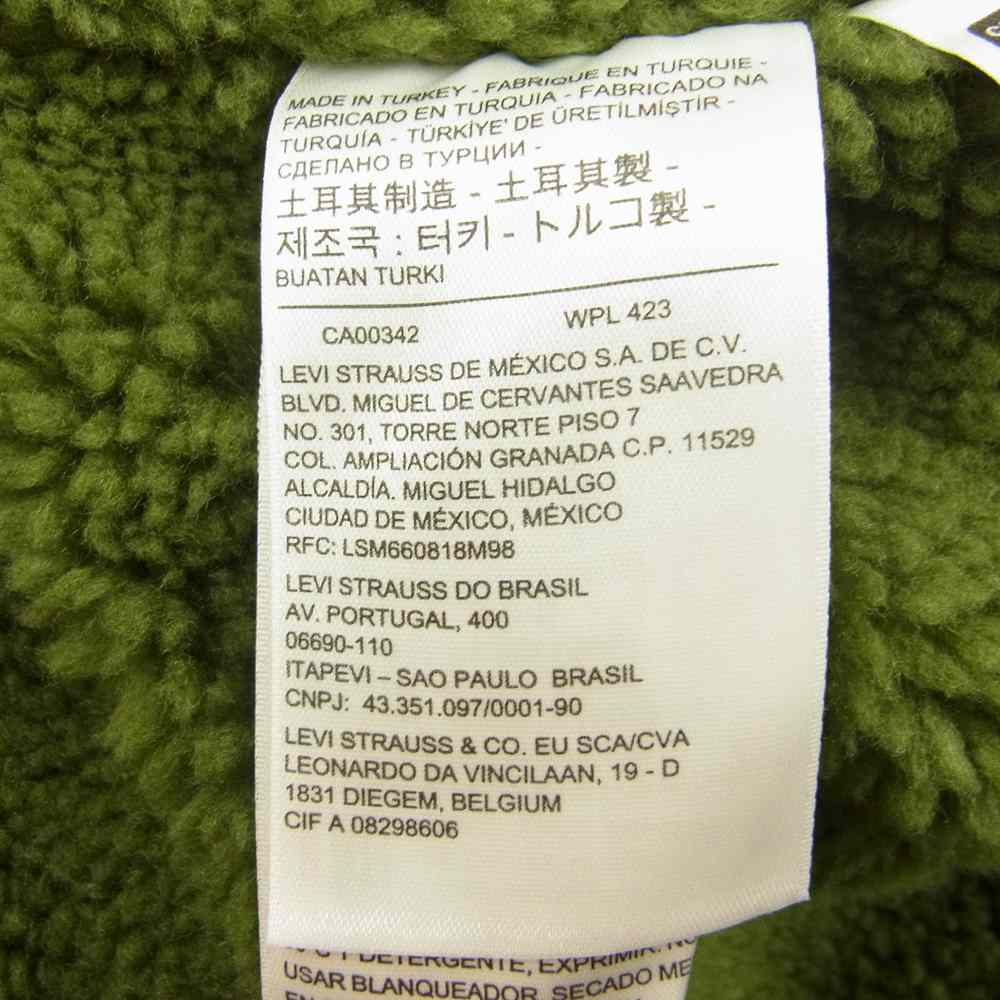 MADE IN TURKEY - FABRIQUE EN TURQUIE -
FABRICADO EN TURQUIA - FABRICADO NA
TURQUÍA - TÜRKİYE' DE ÜRETİLMİŞTİR -
СДЕЛАНО В ТУРЦИИ -
土耳其制造 - 土耳其製 -
제조국 : 터키 - トルコ製 -
BUATAN TURKI
CA00342 WPL 423
LEVI STRAUSS DE MÉXICO S.A. DE C.V.
BLVD. MIGUEL DE CERVANTES SAAVEDRA
NO. 301, TORRE NORTE PISO 7
COL. AMPLIACIÓN GRANADA C.P. 11529
ALCALDÍA. MIGUEL HIDALGO
CIUDAD DE MÉXICO, MÉXICO
RFC: LSM660818M98
LEVI STRAUSS DO BRASIL
AV. PORTUGAL, 400
06690-110
ITAPEVI – SAO PAULO BRASIL
CNPJ: 43.351.097/0001-90
LEVI STRAUSS & CO. EU SCA/CVA
LEONARDO DA VINCILAAN, 19 - D
1831 DIEGEM, BELGIUM
CIF A 08298606
DETERGENTE, EXPRIMIR. NO
USAR BLANQUEADOR. SECADO ME